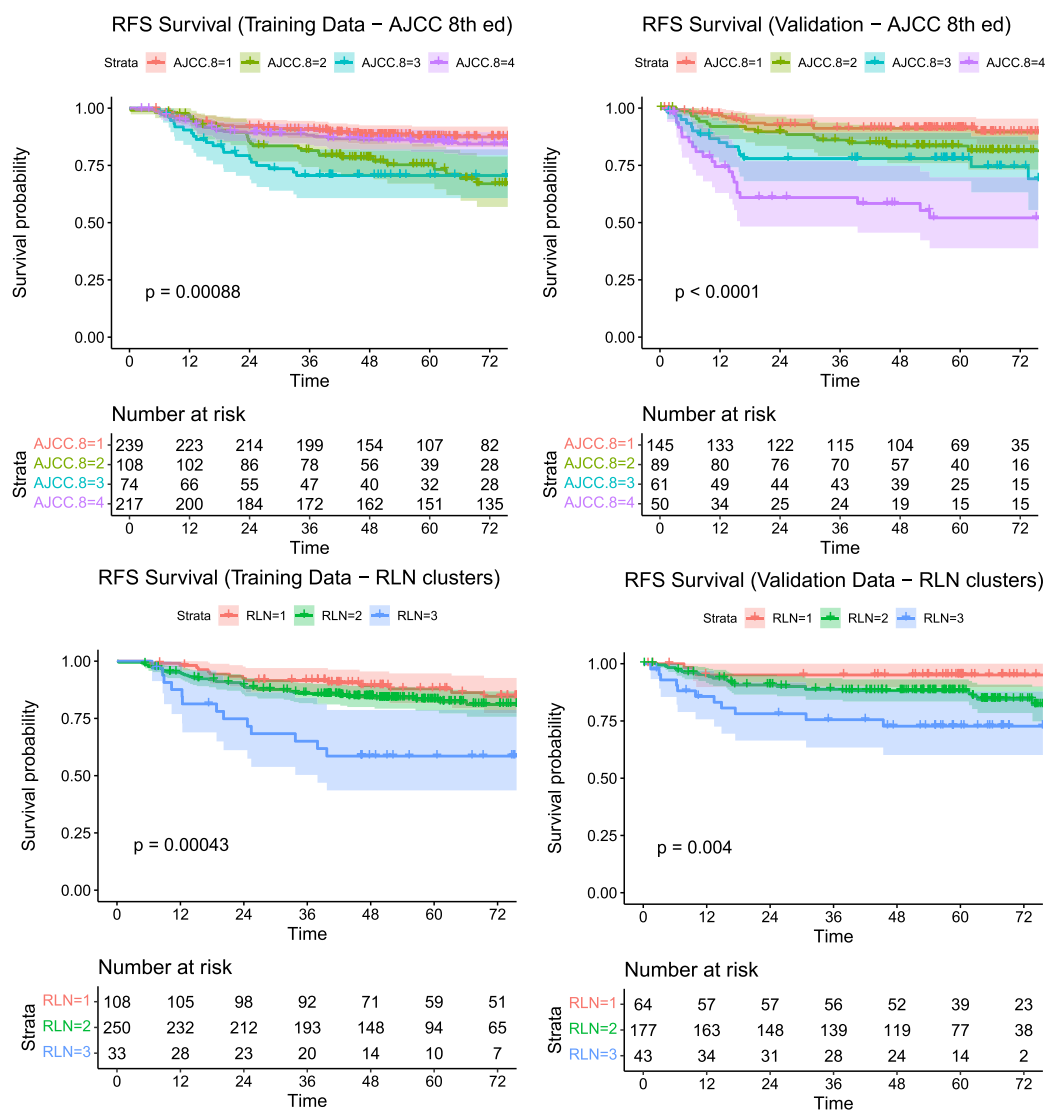 RFS Survival (Training Data − AJCC 8th ed)
Strata AJCC.8=1 AJCC.8=2 AJCC.8=3 AJCC.8=4
Survival probability
1.00
0.75
0.50
0.25
0.00
p = 0.00088
0 12 24 36 48 60 72
Time
Number at risk
Strata
AJCC.8=1 239 223 214 199 154 107 82
AJCC.8=2 108 102 86 78 56 39 28
AJCC.8=3 74 66 55 47 40 32 28
AJCC.8=4 217 200 184 172 162 151 135
0 12 24 36 48 60 72
Time
RFS Survival (Validation − AJCC 8th ed)
Strata AJCC.8=1 AJCC.8=2 AJCC.8=3 AJCC.8=4
Survival probability
1.00
0.75
0.50
0.25
0.00
p < 0.0001
0 12 24 36 48 60 72
Time
Number at risk
Strata
AJCC.8=1 145 133 122 115 104 69 35
AJCC.8=2 89 80 76 70 57 40 16
AJCC.8=3 61 49 44 43 39 25 15
AJCC.8=4 50 34 25 24 19 15 15
0 12 24 36 48 60 72
Time
RFS Survival (Training Data − RLN clusters)
Strata RLN=1 RLN=2 RLN=3
Survival probability
1.00
0.75
0.50
0.25
0.00
p = 0.00043
0 12 24 36 48 60 72
Time
Number at risk
Strata
RLN=1 108 105 98 92 71 59 51
RLN=2 250 232 212 193 148 94 65
RLN=3 33 28 23 20 14 10 7
0 12 24 36 48 60 72
Time
RFS Survival (Validation Data − RLN clusters)
Strata RLN=1 RLN=2 RLN=3
Survival probability
1.00
0.75
0.50
0.25
0.00
p = 0.004
0 12 24 36 48 60 72
Time
Number at risk
Strata
RLN=1 64 57 57 56 52 39 23
RLN=2 177 163 148 139 119 77 38
RLN=3 43 34 31 28 24 14 2
0 12 24 36 48 60 72
Time